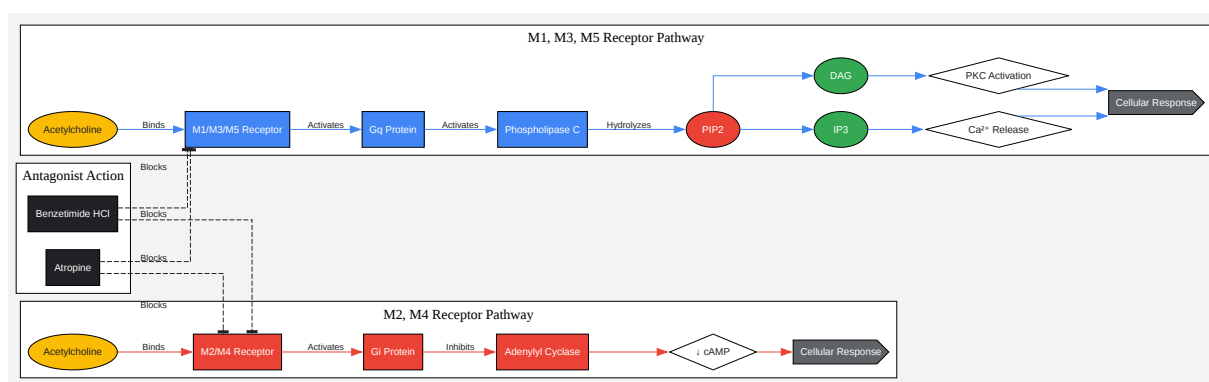 M1, M3, M5 Receptor Pathway
DAG
PKC Activation
Cellular Response
Acetylcholine
Binds
M1/M3/M5 Receptor
Activates
Gq Protein
Activates
Phospholipase C
Hydrolyzes
PIP2
IP3
Ca²⁺ Release
Antagonist Action
Blocks
Benzetimide HCl
Blocks
Blocks
Atropine
Blocks
M2, M4 Receptor Pathway
Acetylcholine
Binds
M2/M4 Receptor
Activates
Gi Protein
Inhibits
Adenylyl Cyclase
↓ cAMP
Cellular Response